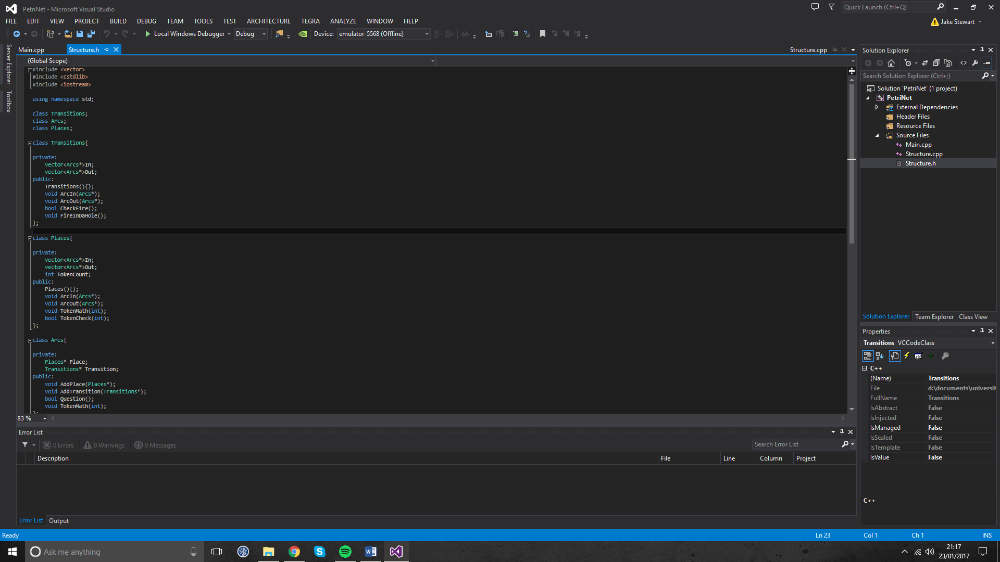 PetriNet - Microsoft Visual Studio
Quick Launch (Ctrl+Q)
FILE EDIT VIEW PROJECT BUILD DEBUG TEAM TOOLS TEST ARCHITECTURE TEGRA ANALYZE WINDOW HELP
Jake Stewart
Local Windows Debugger Debug Device: emulator-5568 (Offline)
Server Explorer
Toolbox
Main.cpp Structure.h Structure.cpp
(Global Scope)
#include <vector>
#include <cstdlib>
#include <iostream>
using namespace std;
class Transitions;
class Arcs;
class Places;
class Transitions{
private:
vector<Arcs*>In;
vector<Arcs*>Out;
public:
Transitions(){};
void ArcIn(Arcs*);
void ArcOut(Arcs*);
bool CheckFire();
void FireInDaHole();
};
class Places{
private:
vector<Arcs*>In;
vector<Arcs*>Out;
int TokenCount;
public:
Places(){};
void ArcIn(Arcs*);
void ArcOut(Arcs*);
void TokenMath(int);
bool TokenCheck(int);
};
class Arcs{
private:
Places* Place;
Transitions* Transition;
public:
void AddPlace(Places*);
void AddTransition(Transitions*);
bool Question();
void TokenMath(int);
};
83 %
Error List
0 Errors 0 Warnings 0 Messages
Search Error List
Description File Line Column Project
Error List Output
Solution Explorer
Search Solution Explorer (Ctrl+;)
Solution 'PetriNet' (1 project)
PetriNet
External Dependencies
Header Files
Resource Files
Source Files
Main.cpp
Structure.cpp
Structure.h
Solution Explorer Team Explorer Class View
Properties
Transitions VCCodeClass
C++
(Name) Transitions
File d:\documents\universit
FullName Transitions
IsAbstract False
IsInjected False
IsManaged False
IsSealed False
IsTemplate False
IsValue False
C++
Ready Ln 23 Col 1 Ch 1 INS
Ask me anything
21:17
23/01/2017